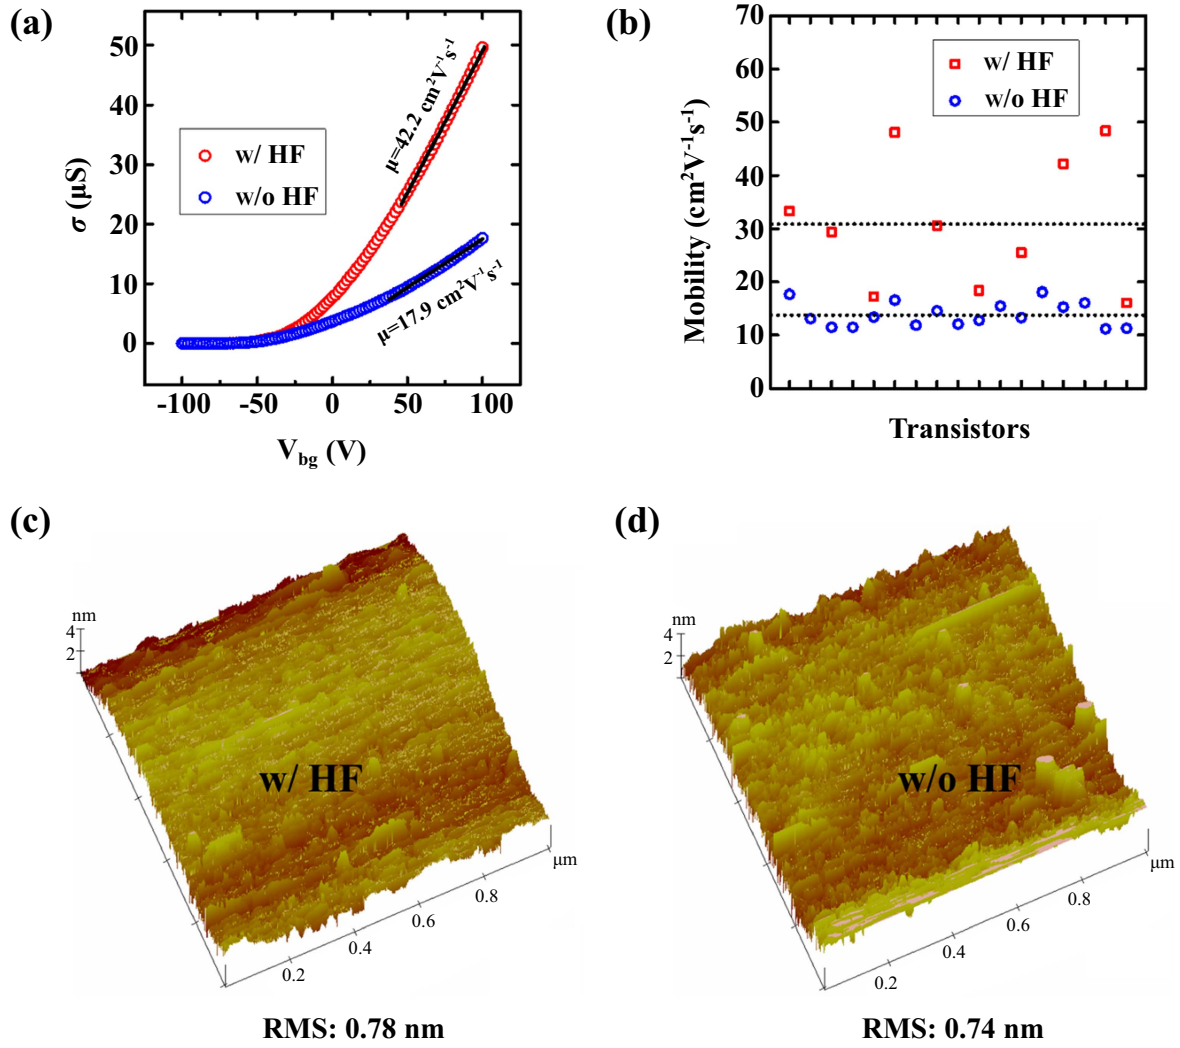 (a)
50
40
30
20
10
0
σ (µS)
w/ HF
w/o HF
µ=42.2 cm²V⁻¹s⁻¹
µ=17.9 cm²V⁻¹s⁻¹
-100 -50 0 50 100
V_bg (V)
(b)
70
60
50
40
30
20
10
0
Mobility (cm²V⁻¹s⁻¹)
w/ HF
w/o HF
Transistors
(c)
nm
4
2
w/ HF
µm
0.8
0.6
0.4
0.2
RMS: 0.78 nm
(d)
nm
4
2
w/o HF
µm
0.8
0.6
0.4
0.2
RMS: 0.74 nm